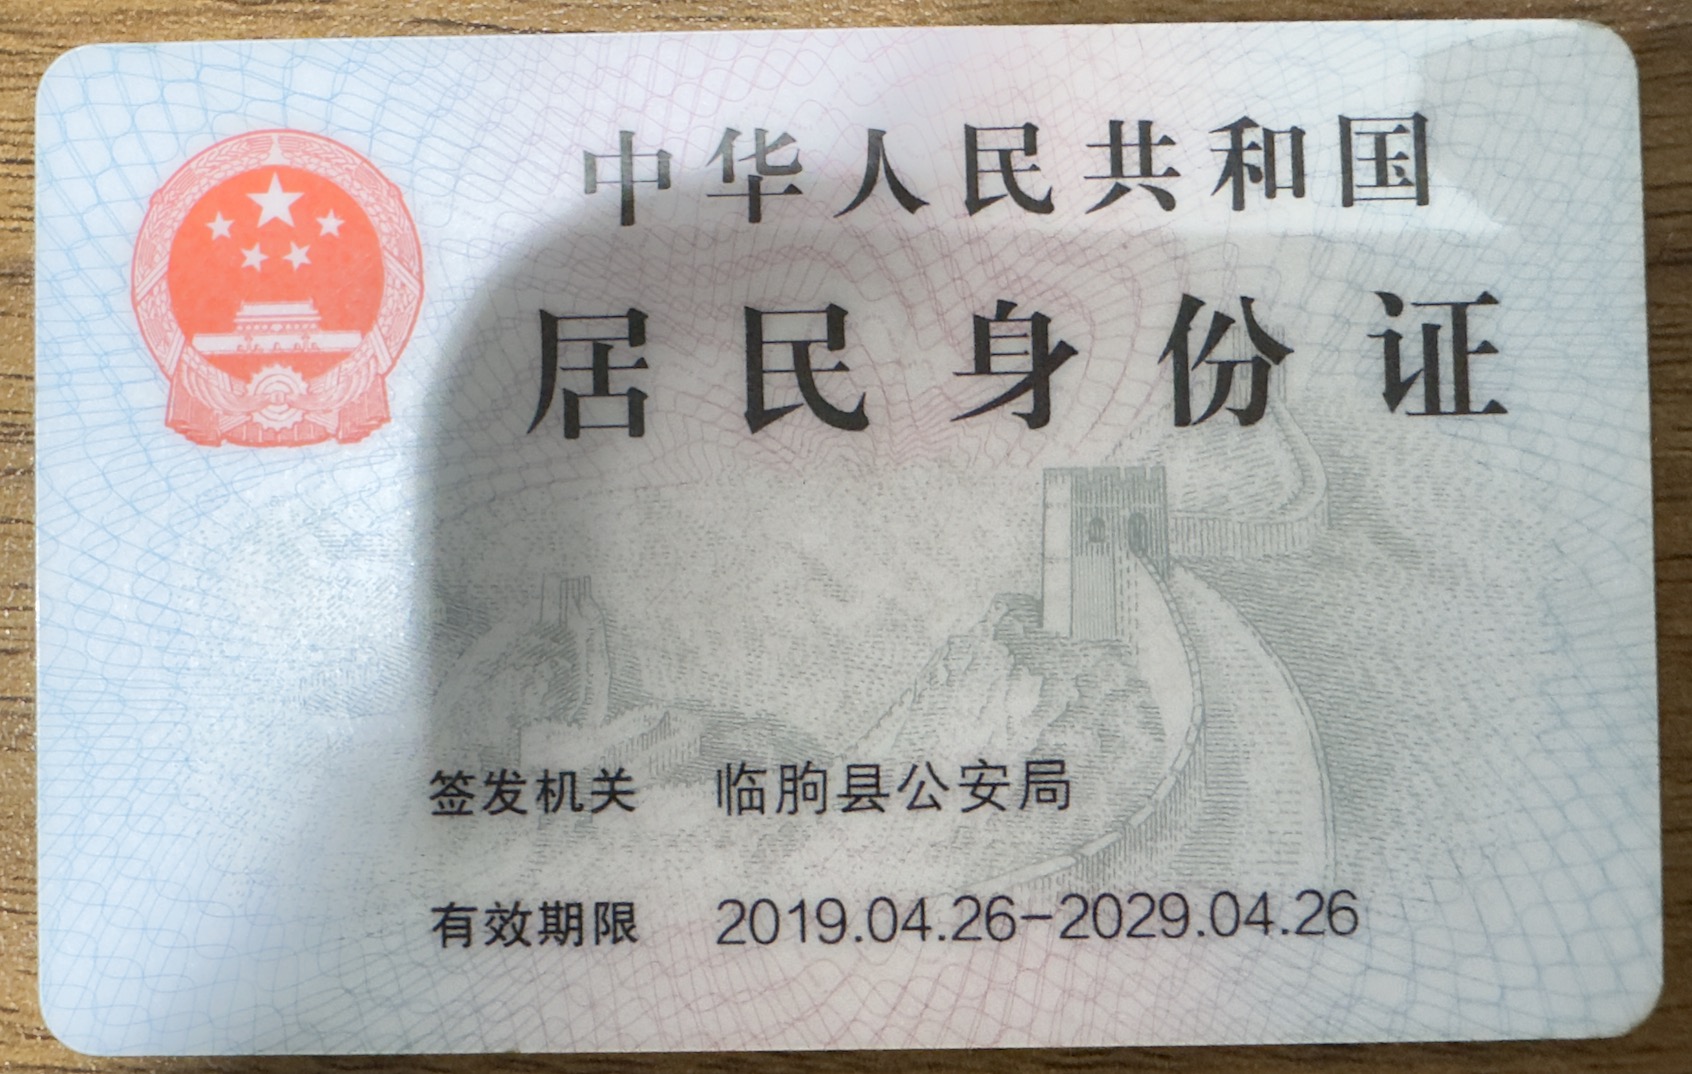 中华人民共和国
居民身份证
签发机关 临朐县公安局
有效期限 2019.04.26-2029.04.26